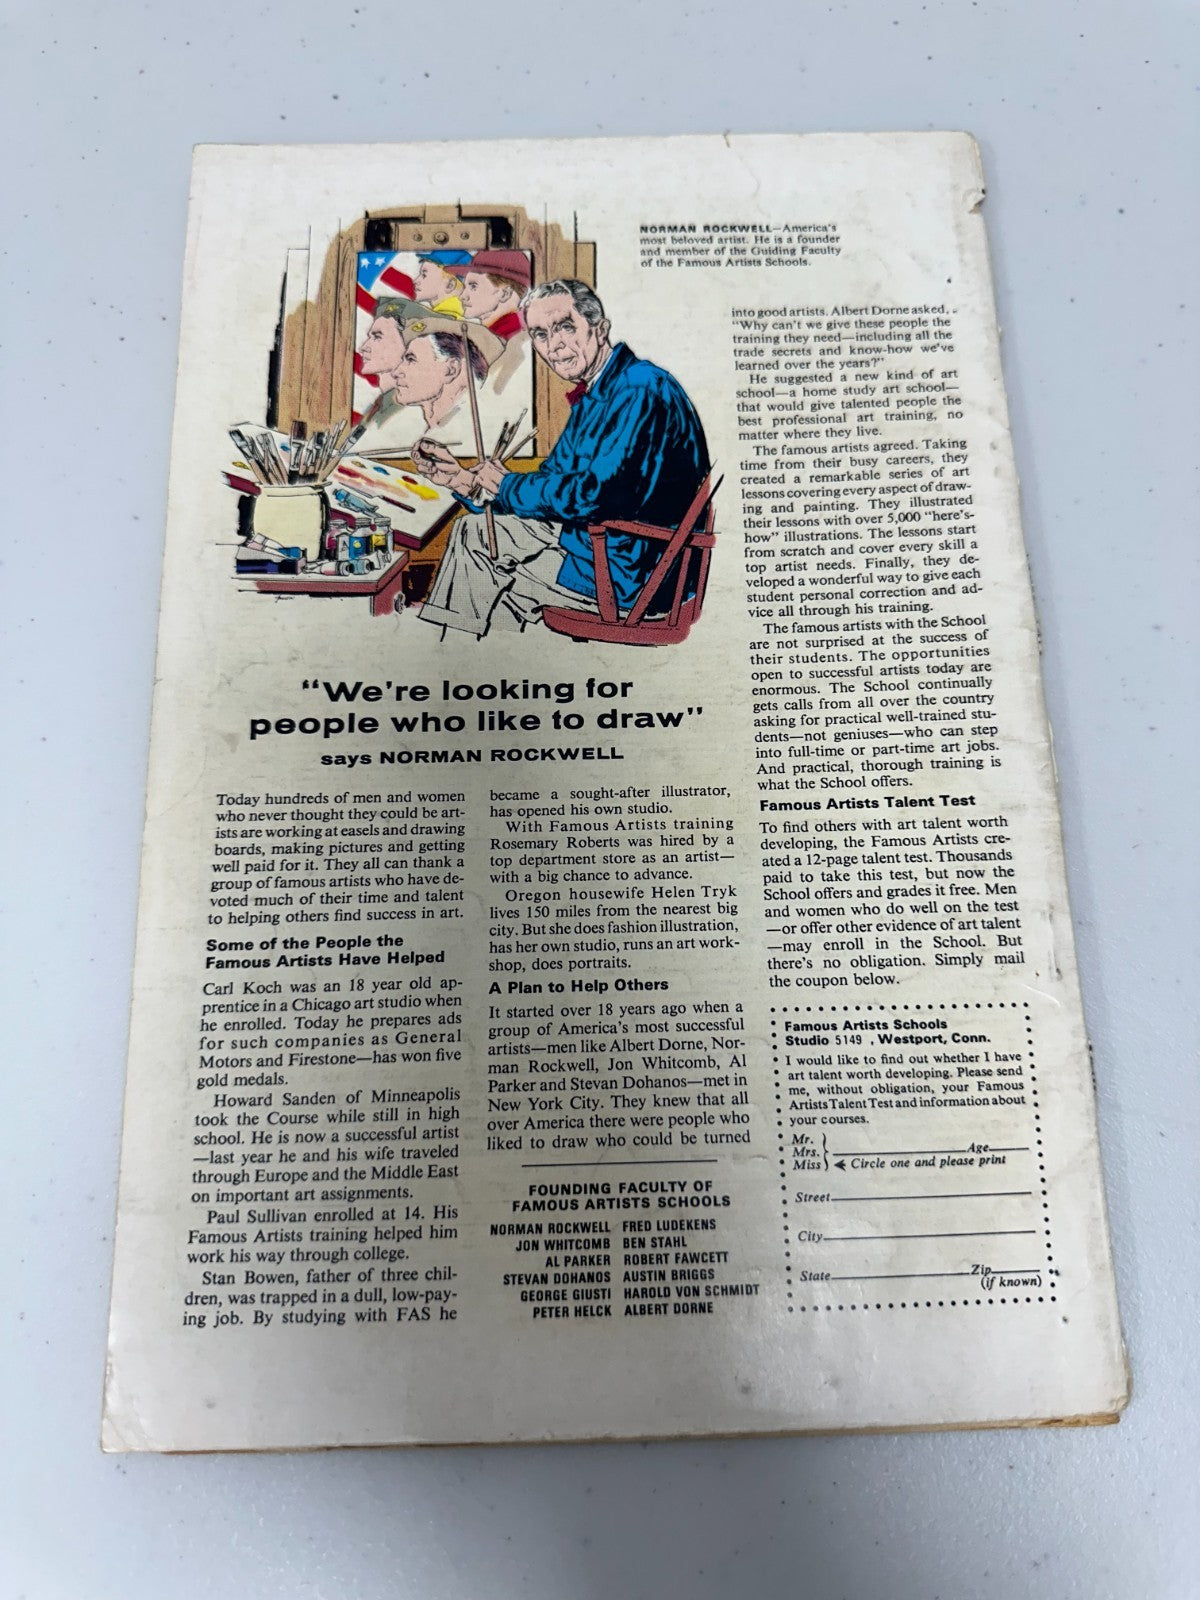 NORMAN ROCKWELL—America's
most beloved artist. He is a founder
and member of the Guiding Faculty
of the Famous Artists Schools.
"We're looking for
people who like to draw"
says NORMAN ROCKWELL
Today hundreds of men and women
who never thought they could be art-
ists are working at easels and drawing
boards, making pictures and getting
well paid for it. They all can thank a
group of famous artists who have de-
voted much of their time and talent
to helping others find success in art.
Some of the People the
Famous Artists Have Helped
Carl Koch was an 18 year old ap-
prentice in a Chicago art studio when
he enrolled. Today he prepares ads
for such companies as General
Motors and Firestone—has won five
gold medals.
Howard Sanden of Minneapolis
took the Course while still in high
school. He is now a successful artist
—last year he and his wife traveled
through Europe and the Middle East
on important art assignments.
Paul Sullivan enrolled at 14. His
Famous Artists training helped him
work his way through college.
Stan Bowen, father of three chil-
dren, was trapped in a dull, low-pay-
ing job. By studying with FAS he
became a sought-after illustrator,
has opened his own studio.
With Famous Artists training
Rosemary Roberts was hired by a
top department store as an artist—
with a big chance to advance.
Oregon housewife Helen Tryk
lives 150 miles from the nearest big
city. But she does fashion illustration,
has her own studio, runs an art work-
shop, does portraits.
A Plan to Help Others
It started over 18 years ago when a
group of America's most successful
artists—men like Albert Dorne, Nor-
man Rockwell, Jon Whitcomb, Al
Parker and Stevan Dohanos—met in
New York City. They knew that all
over America there were people who
liked to draw who could be turned
into good artists. Albert Dorne asked,
"Why can't we give these people the
training they need—including all the
trade secrets and know-how we've
learned over the years?"
He suggested a new kind of art
school—a home study art school—
that would give talented people the
best professional art training, no
matter where they live.
The famous artists agreed. Taking
time from their busy careers, they
created a remarkable series of art
lessons covering every aspect of draw-
ing and painting. They illustrated
their lessons with over 5,000 "here's-
how" illustrations. The lessons start
from scratch and cover every skill a
top artist needs. Finally, they de-
veloped a wonderful way to give each
student personal correction and ad-
vice all through his training.
The famous artists with the School
are not surprised at the success of
their students. The opportunities
open to successful artists today are
enormous. The School continually
gets calls from all over the country
asking for practical well-trained stu-
dents—not geniuses—who can step
into full-time or part-time art jobs.
And practical, thorough training is
what the School offers.
Famous Artists Talent Test
To find others with art talent worth
developing, the Famous Artists cre-
ated a 12-page talent test. Thousands
paid to take this test, but now the
School offers and grades it free. Men
and women who do well on the test
—or offer other evidence of art talent
—may enroll in the School. But
there's no obligation. Simply mail
the coupon below.
FOUNDING FACULTY OF
FAMOUS ARTISTS SCHOOLS
NORMAN ROCKWELL FRED LUDEKENS
JON WHITCOMB BEN STAHL
AL PARKER ROBERT FAWCETT
STEVAN DOHANOS AUSTIN BRIGGS
GEORGE GIUSTI HAROLD VON SCHMIDT
PETER HELCK ALBERT DORNE
Famous Artists Schools
Studio 5149 , Westport, Conn.
I would like to find out whether I have
art talent worth developing. Please send
me, without obligation, your Famous
Artists Talent Test and information about
your courses.
Mr.
Mrs. Age
Miss Circle one and please print
Street
City
State Zip
(if known)